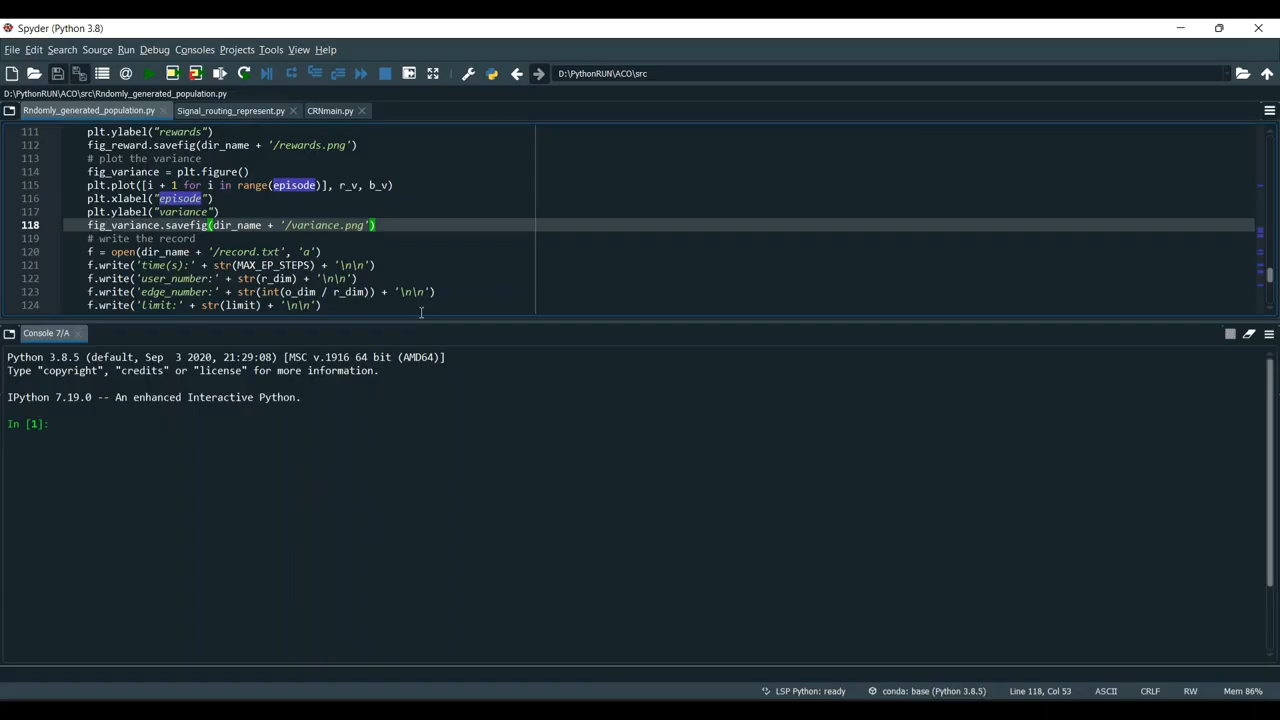 Spyder (Python 3.8)
File Edit Search Source Run Debug Consoles Projects Tools View Help
D:\PythonRUN\ACO\src
D:\PythonRUN\ACO\src\Rndomly_generated_population.py
Rndomly_generated_population.py Signal_routing_represent.py CRNmain.py
111 plt.ylabel("rewards")
112 fig_reward.savefig(dir_name + '/rewards.png')
113 # plot the variance
114 fig_variance = plt.figure()
115 plt.plot([i + 1 for i in range(episode)], r_v, b_v)
116 plt.xlabel("episode")
117 plt.ylabel("variance")
118 fig_variance.savefig(dir_name + '/variance.png')
119 # write the record
120 f = open(dir_name + '/record.txt', 'a')
121 f.write('time(s):' + str(MAX_EP_STEPS) + '\n\n')
122 f.write('user_number:' + str(r_dim) + '\n\n')
123 f.write('edge_number:' + str(int(o_dim / r_dim)) + '\n\n')
124 f.write('limit:' + str(limit) + '\n\n')
Console 7/A
Python 3.8.5 (default, Sep  3 2020, 21:29:08) [MSC v.1916 64 bit (AMD64)]
Type "copyright", "credits" or "license" for more information.
IPython 7.19.0 -- An enhanced Interactive Python.
In [1]:
LSP Python: ready conda: base (Python 3.8.5) Line 118, Col 53 ASCII CRLF RW Mem 86%